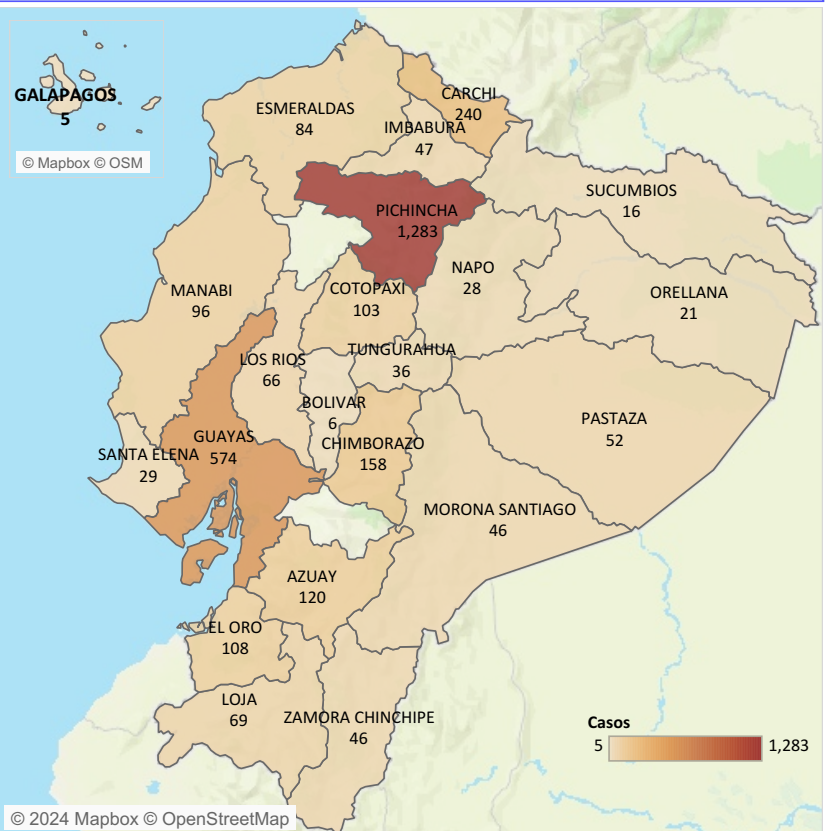 GALAPAGOS
5
© Mapbox © OSM
ESMERALDAS
84
CARCHI
240
IMBABURA
47
SUCUMBIOS
16
PICHINCHA
1,283
NAPO
28
ORELLANA
21
MANABI
96
COTOPAXI
103
TUNGURAHUA
36
LOS RIOS
66
BOLIVAR
6
PASTAZA
52
GUAYAS
574
CHIMBORAZO
158
SANTA ELENA
29
MORONA SANTIAGO
46
AZUAY
120
EL ORO
108
LOJA
69
ZAMORA CHINCHIPE
46
Casos
5 1,283
© 2024 Mapbox © OpenStreetMap